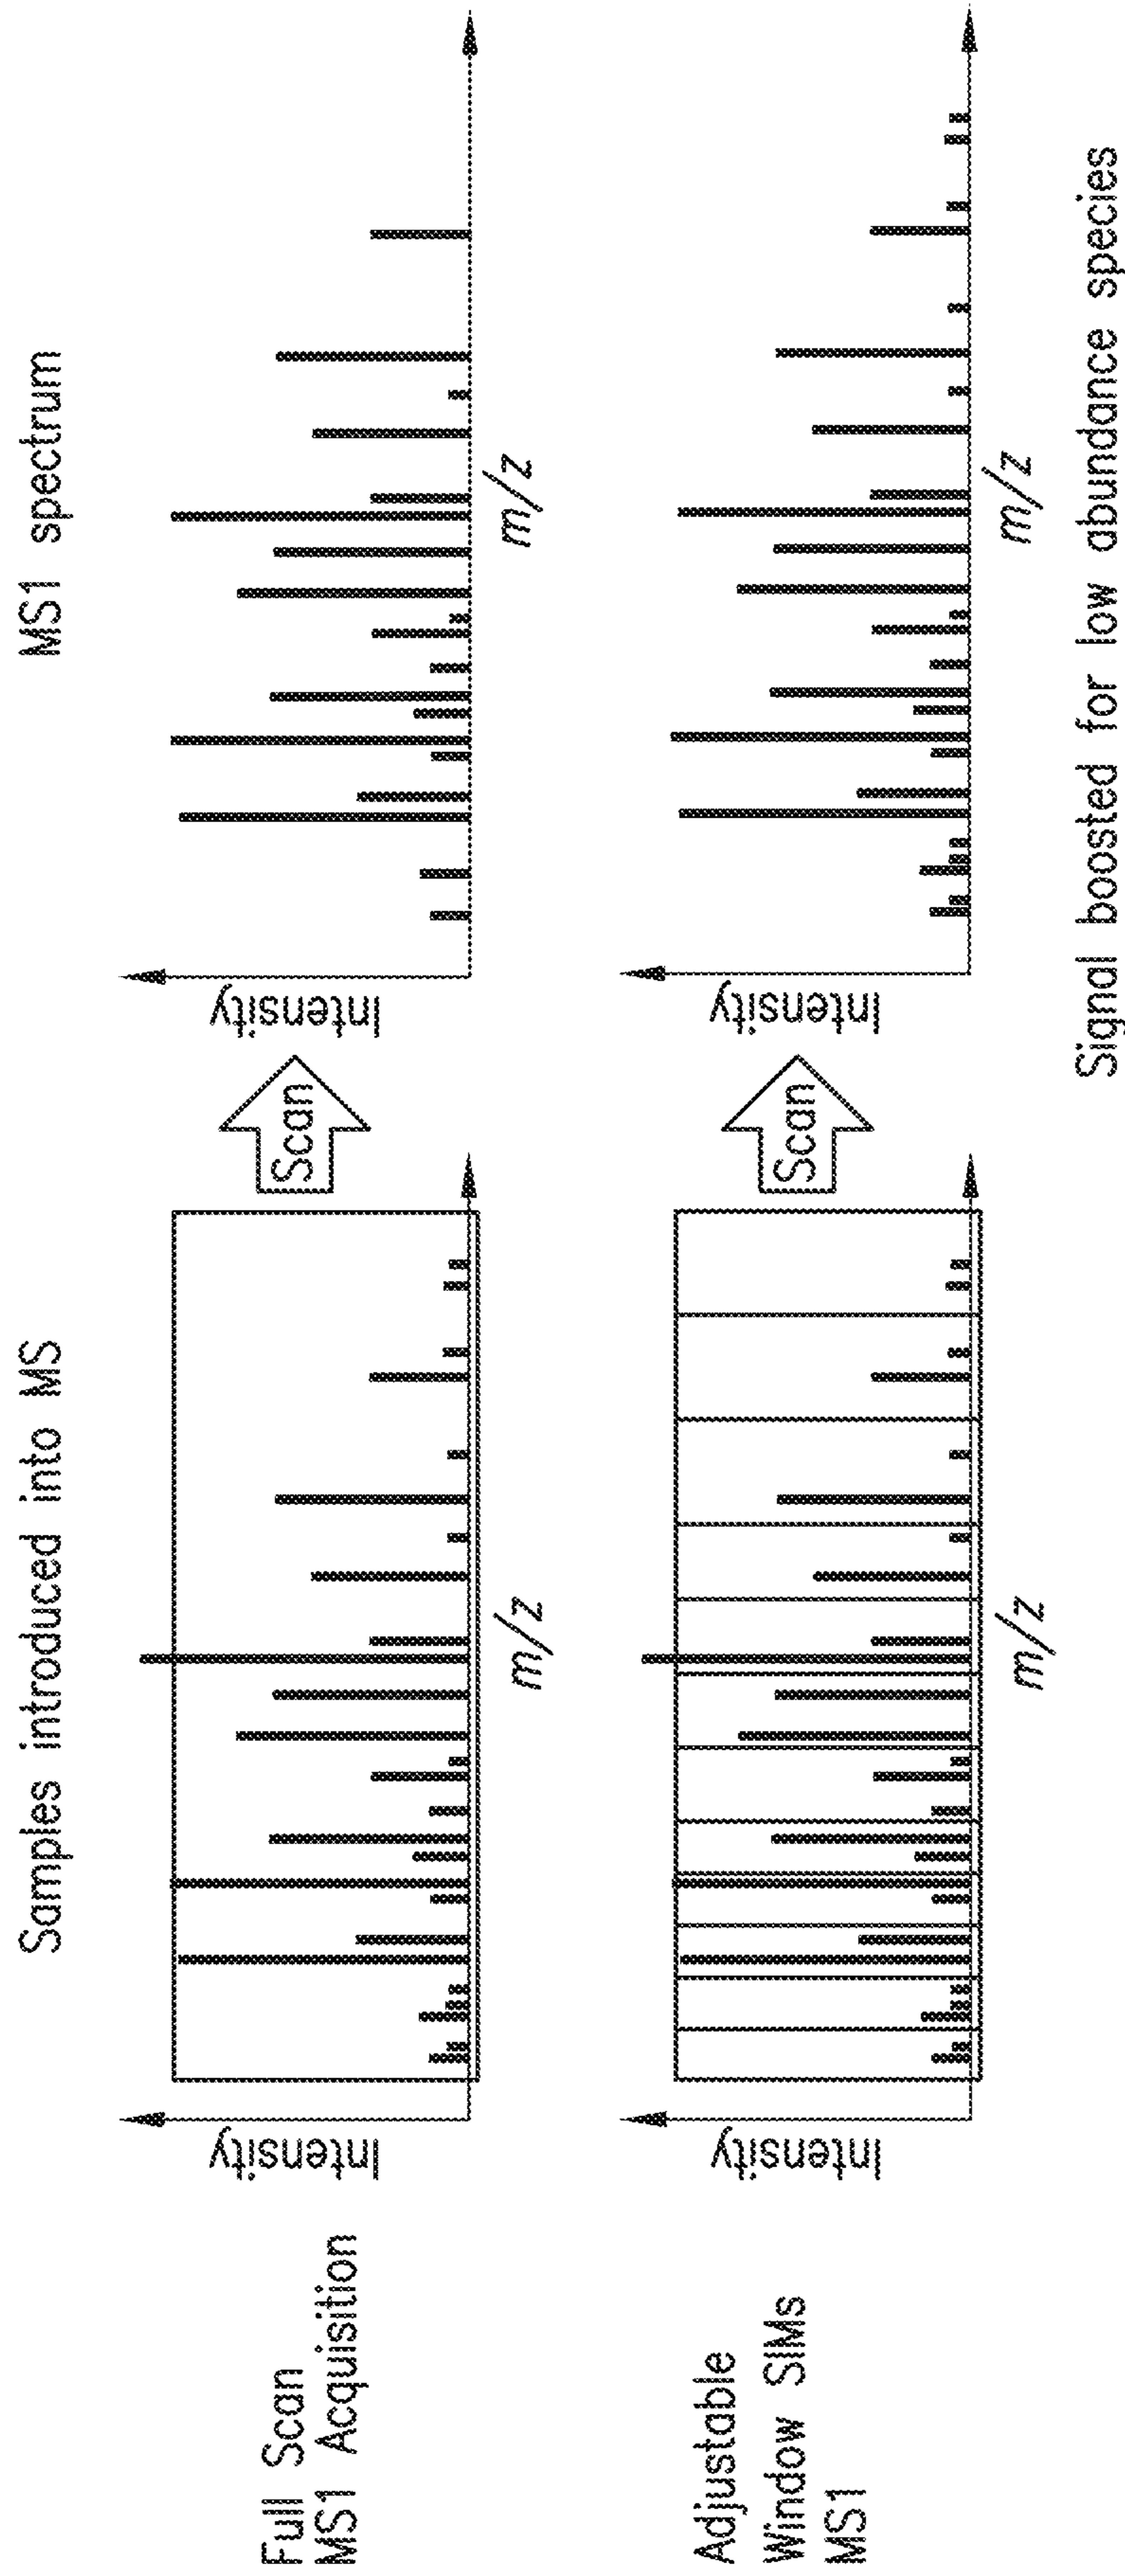 Samples introduced into MS
MS1 spectrum
Full Scan
MS1 Acquisition
Intensity
m/z
Scan
Intensity
m/z
Adjustable
Window SIMs
MS1
Intensity
m/z
Scan
Intensity
m/z
Signal boosted for low abundance species